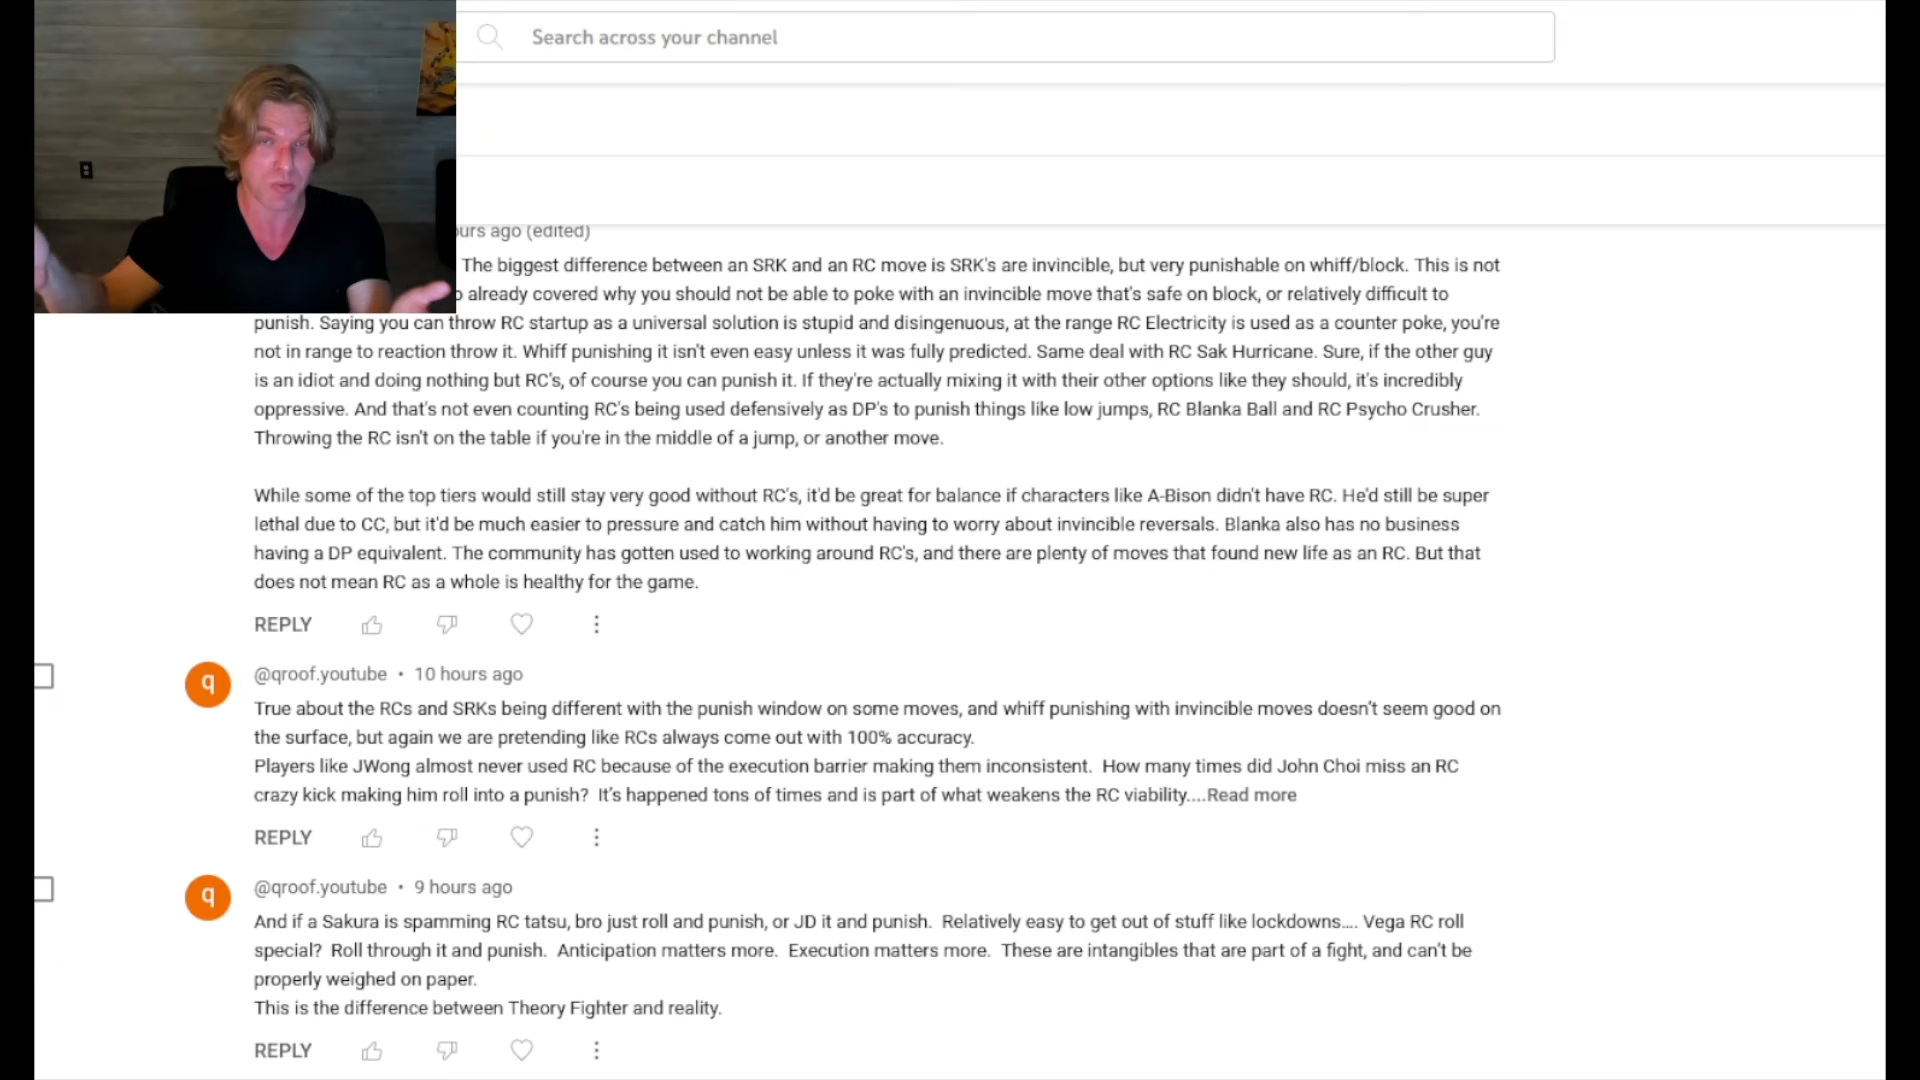 Search across your channel
ours ago (edited)
The biggest difference between an SRK and an RC move is SRK's are invincible, but very punishable on whiff/block. This is not
already covered why you should not be able to poke with an invincible move that's safe on block, or relatively difficult to
punish. Saying you can throw RC startup as a universal solution is stupid and disingenuous, at the range RC Electricity is used as a counter poke, you're
not in range to reaction throw it. Whiff punishing it isn't even easy unless it was fully predicted. Same deal with RC Sak Hurricane. Sure, if the other guy
is an idiot and doing nothing but RC's, of course you can punish it. If they're actually mixing it with their other options like they should, it's incredibly
oppressive. And that's not even counting RC's being used defensively as DP's to punish things like low jumps, RC Blanka Ball and RC Psycho Crusher.
Throwing the RC isn't on the table if you're in the middle of a jump, or another move.
While some of the top tiers would still stay very good without RC's, it'd be great for balance if characters like A-Bison didn't have RC. He'd still be super
lethal due to CC, but it'd be much easier to pressure and catch him without having to worry about invincible reversals. Blanka also has no business
having a DP equivalent. The community has gotten used to working around RC's, and there are plenty of moves that found new life as an RC. But that
does not mean RC as a whole is healthy for the game.
REPLY
q
@qroof.youtube • 10 hours ago
True about the RCs and SRKs being different with the punish window on some moves, and whiff punishing with invincible moves doesn't seem good on
the surface, but again we are pretending like RCs always come out with 100% accuracy.
Players like JWong almost never used RC because of the execution barrier making them inconsistent. How many times did John Choi miss an RC
crazy kick making him roll into a punish? It's happened tons of times and is part of what weakens the RC viability....Read more
REPLY
q
@qroof.youtube • 9 hours ago
And if a Sakura is spamming RC tatsu, bro just roll and punish, or JD it and punish. Relatively easy to get out of stuff like lockdowns.... Vega RC roll
special? Roll through it and punish. Anticipation matters more. Execution matters more. These are intangibles that are part of a fight, and can't be
properly weighed on paper.
This is the difference between Theory Fighter and reality.
REPLY